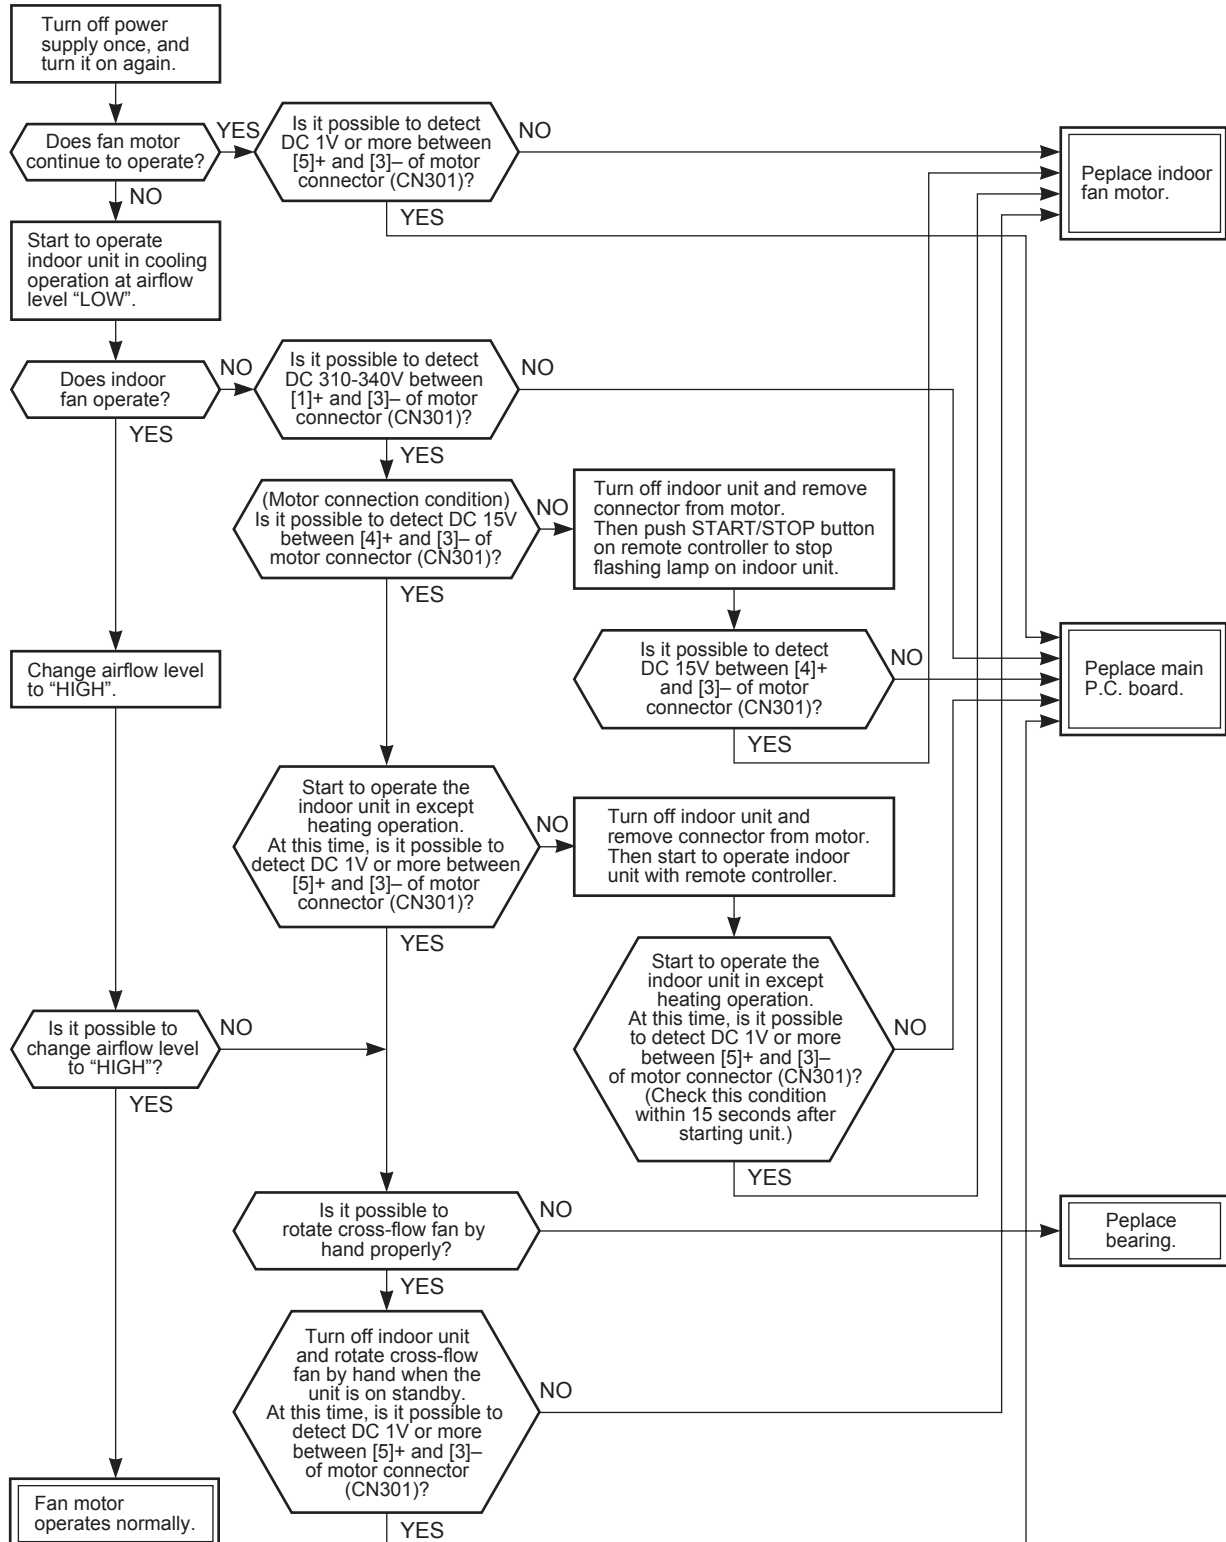 Turn off power
supply once, and
turn it on again.
Does fan motor
continue to operate?
YES
NO
Is it possible to detect
DC 1V or more between
[5]+ and [3]– of motor
connector (CN301)?
NO
YES
Peplace indoor
fan motor.
Start to operate
indoor unit in cooling
operation at airflow
level “LOW”.
Does indoor
fan operate?
NO
YES
Is it possible to detect
DC 310-340V between
[1]+ and [3]– of motor
connector (CN301)?
NO
YES
(Motor connection condition)
Is it possible to detect DC 15V
between [4]+ and [3]– of
motor connector (CN301)?
NO
YES
Turn off indoor unit and remove
connector from motor.
Then push START/STOP button
on remote controller to stop
flashing lamp on indoor unit.
Is it possible to detect
DC 15V between [4]+
and [3]– of motor
connector (CN301)?
NO
YES
Peplace main
P.C. board.
Change airflow level
to “HIGH”.
Start to operate the
indoor unit in except
heating operation.
At this time, is it possible to
detect DC 1V or more between
[5]+ and [3]– of motor
connector (CN301)?
NO
YES
Turn off indoor unit and
remove connector from motor.
Then start to operate indoor
unit with remote controller.
Start to operate the
indoor unit in except
heating operation.
At this time, is it possible
to detect DC 1V or more
between [5]+ and [3]–
of motor connector (CN301)?
(Check this condition
within 15 seconds after
starting unit.)
NO
YES
Is it possible to
change airflow level
to “HIGH”?
NO
YES
Is it possible to
rotate cross-flow fan by
hand properly?
NO
YES
Peplace
bearing.
Turn off indoor unit
and rotate cross-flow
fan by hand when the
unit is on standby.
At this time, is it possible to
detect DC 1V or more
between [5]+ and [3]–
of motor connector
(CN301)?
NO
YES
Fan motor
operates normally.